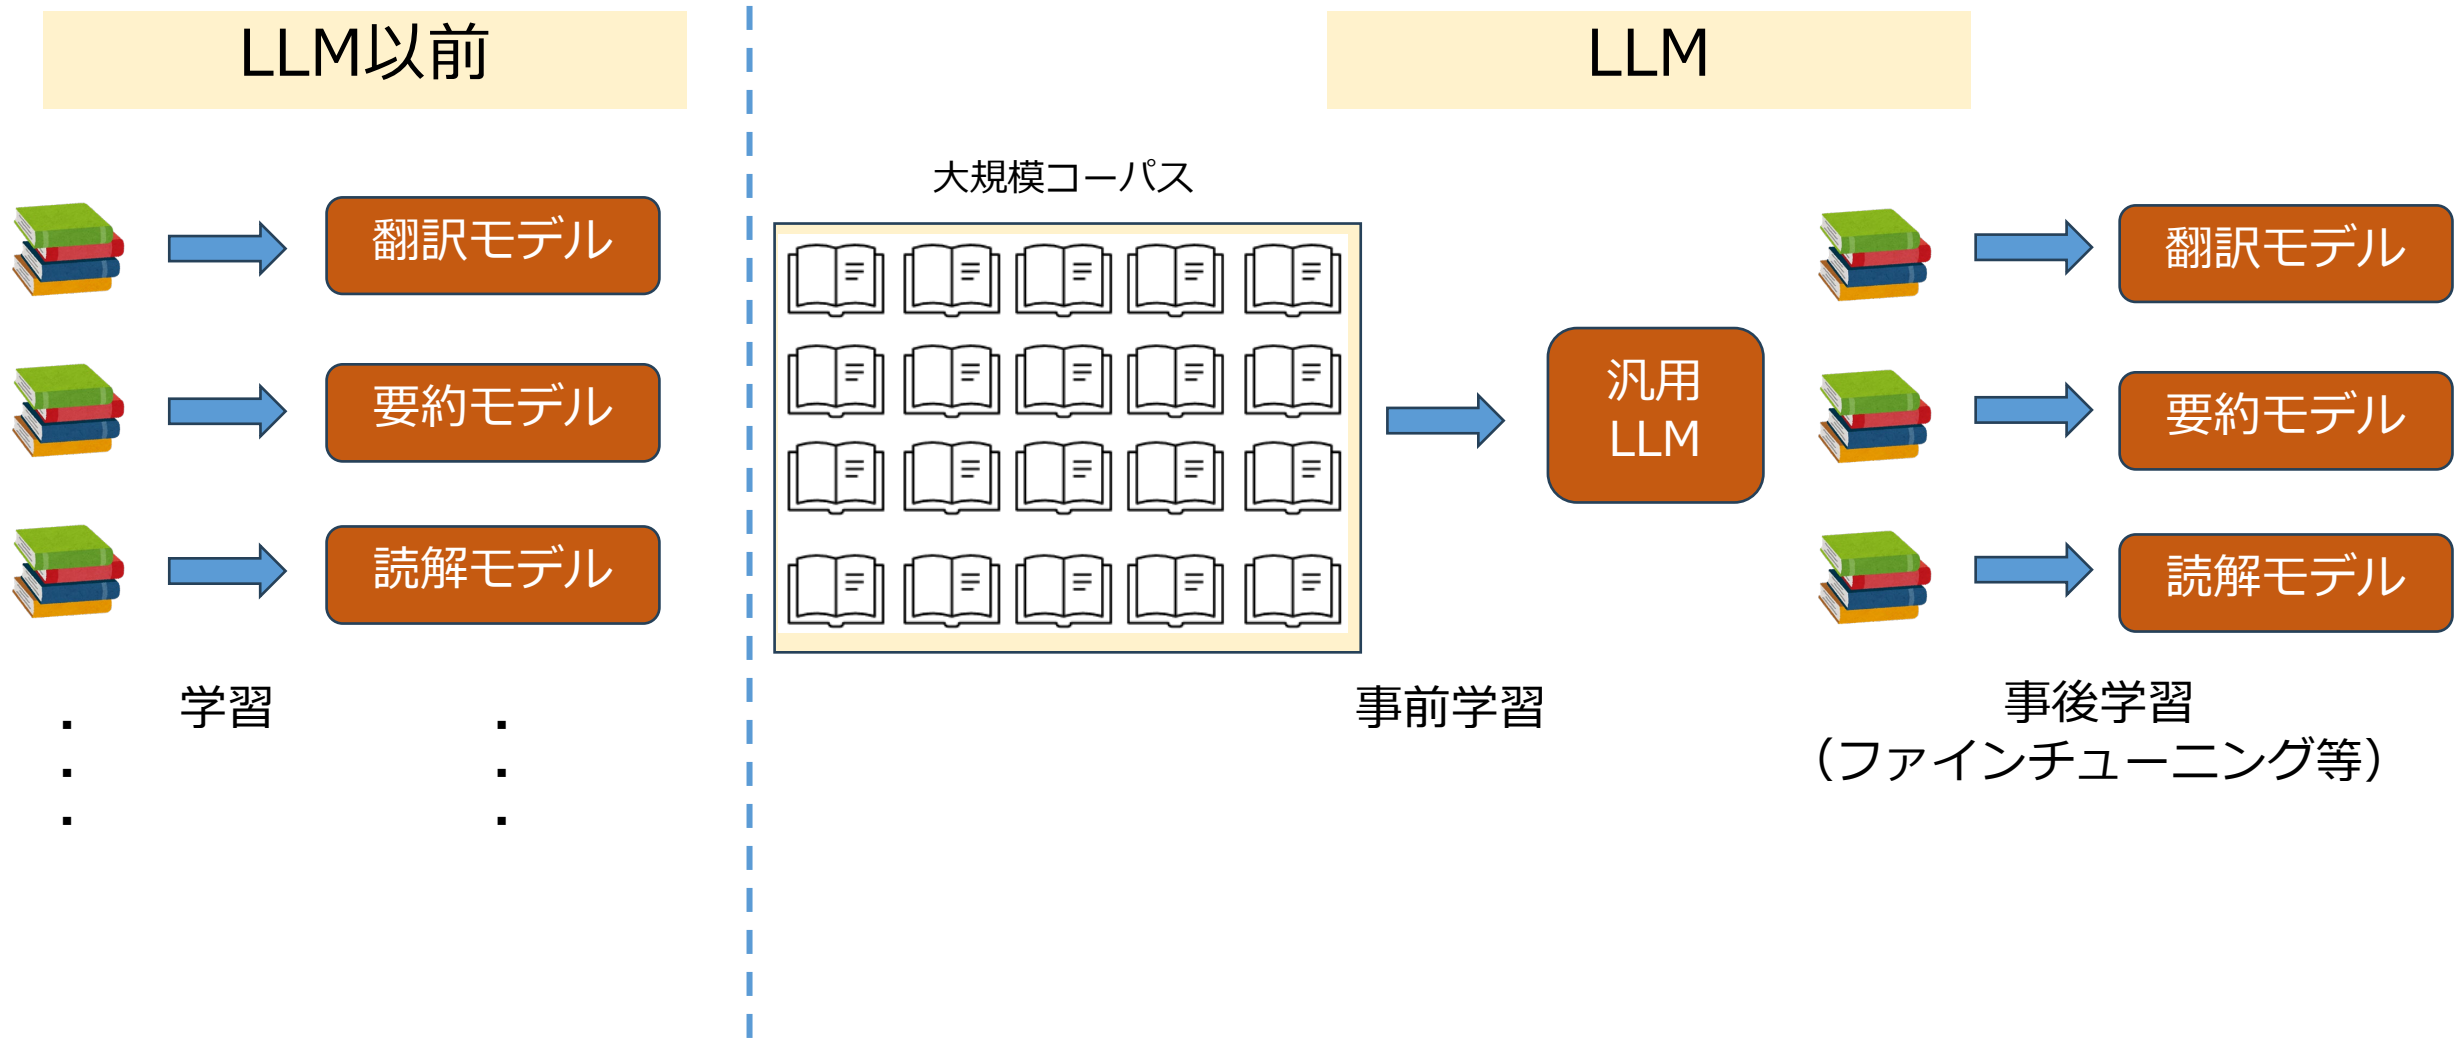 LLM以前
翻訳モデル
要約モデル
読解モデル
学習
・
・
・
・
・
・
LLM
大規模コーパス
汎用
LLM
事前学習
翻訳モデル
要約モデル
読解モデル
事後学習
（ファインチューニング等）